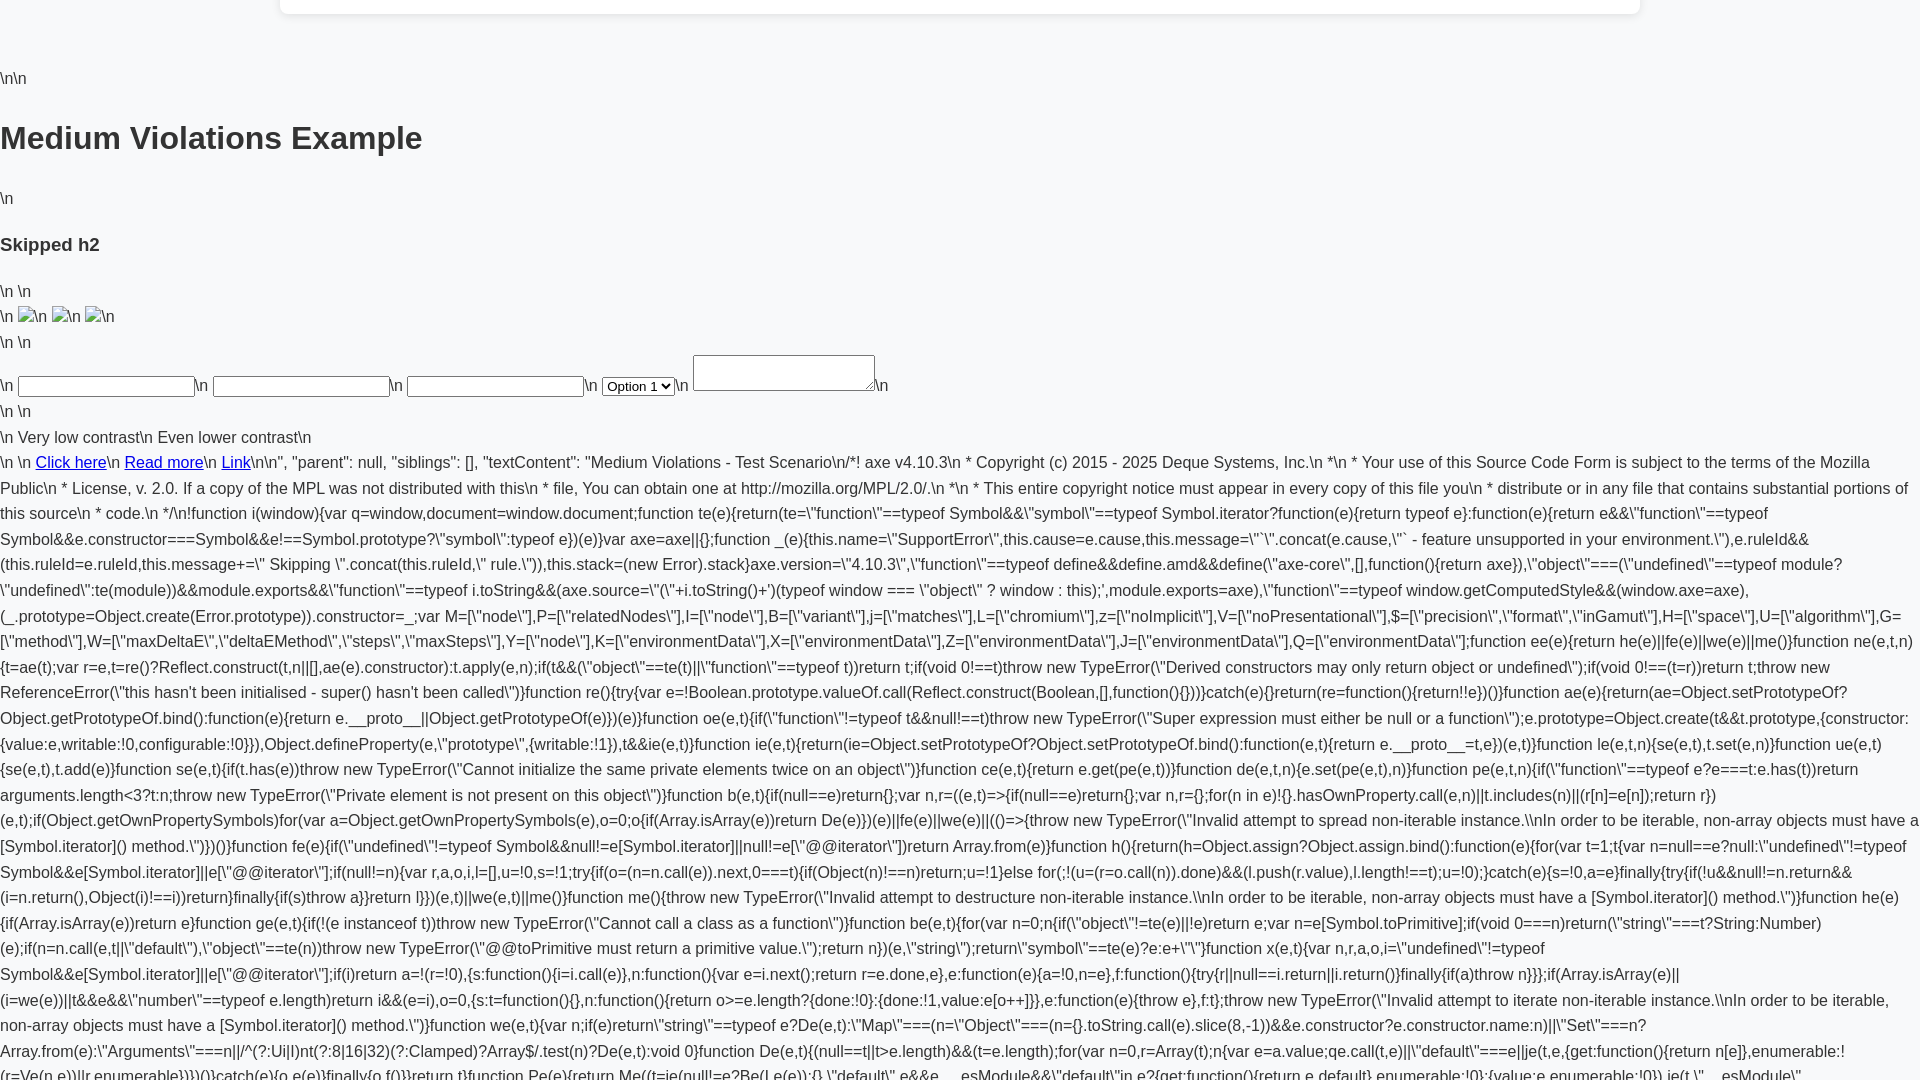 \n\n
Medium Violations Example
\n
Skipped h2
\n \n
\n \n \n \n
\n \n
\n \n \n \n Option 1 \n \n
\n \n
\n Very low contrast\n Even lower contrast\n
\n \n Click here\n Read more\n Link\n\n", "parent": null, "siblings": [], "textContent": "Medium Violations - Test Scenario\n/*! axe v4.10.3\n * Copyright (c) 2015 - 2025 Deque Systems, Inc.\n *\n * Your use of this Source Code Form is subject to the terms of the Mozilla
Public\n * License, v. 2.0. If a copy of the MPL was not distributed with this\n * file, You can obtain one at http://mozilla.org/MPL/2.0/.\n *\n * This entire copyright notice must appear in every copy of this file you\n * distribute or in any file that contains substantial portions of
this source\n * code.\n */\n!function i(window){var q=window,document=window.document;function te(e){return(te=\"function\"==typeof Symbol&&\"symbol\"==typeof Symbol.iterator?function(e){return typeof e}:function(e){return e&&\"function\"==typeof
Symbol&&e.constructor===Symbol&&e!==Symbol.prototype?\"symbol\":typeof e})(e)}var axe=axe||{};function _(e){this.name=\"SupportError\",this.cause=e.cause,this.message=\"`\".concat(e.cause,\"` - feature unsupported in your environment.\"),e.ruleId&&
(this.ruleId=e.ruleId,this.message+=\" Skipping \".concat(this.ruleId,\" rule.\")),this.stack=(new Error).stack}axe.version=\"4.10.3\",\"function\"==typeof define&&define.amd&&define(\"axe-core\",[],function(){return axe}),\"object\"===(\"undefined\"==typeof module?
\"undefined\":te(module))&&module.exports&&\"function\"==typeof i.toString&&(axe.source=\"(\"+i.toString()+')(typeof window === \"object\" ? window : this);',module.exports=axe),\"function\"==typeof window.getComputedStyle&&(window.axe=axe),
(_.prototype=Object.create(Error.prototype)).constructor=_;var M=[\"node\"],P=[\"relatedNodes\"],I=[\"node\"],B=[\"variant\"],j=[\"matches\"],L=[\"chromium\"],z=[\"noImplicit\"],V=[\"noPresentational\"],$=[\"precision\",\"format\",\"inGamut\"],H=[\"space\"],U=[\"algorithm\"],G=
[\"method\"],W=[\"maxDeltaE\",\"deltaEMethod\",\"steps\",\"maxSteps\"],Y=[\"node\"],K=[\"environmentData\"],X=[\"environmentData\"],Z=[\"environmentData\"],J=[\"environmentData\"],Q=[\"environmentData\"];function ee(e){return he(e)||fe(e)||we(e)||me()}function ne(e,t,n)
{t=ae(t);var r=e,t=re()?Reflect.construct(t,n||[],ae(e).constructor):t.apply(e,n);if(t&&(\"object\"==te(t)||\"function\"==typeof t))return t;if(void 0!==t)throw new TypeError(\"Derived constructors may only return object or undefined\");if(void 0!==(t=r))return t;throw new
ReferenceError(\"this hasn't been initialised - super() hasn't been called\")}function re(){try{var e=!Boolean.prototype.valueOf.call(Reflect.construct(Boolean,[],function(){}))}catch(e){}return(re=function(){return!!e})()}function ae(e){return(ae=Object.setPrototypeOf?
Object.getPrototypeOf.bind():function(e){return e.__proto__||Object.getPrototypeOf(e)})(e)}function oe(e,t){if(\"function\"!=typeof t&&null!==t)throw new TypeError(\"Super expression must either be null or a function\");e.prototype=Object.create(t&&t.prototype,{constructor:
{value:e,writable:!0,configurable:!0}}),Object.defineProperty(e,\"prototype\",{writable:!1}),t&&ie(e,t)}function ie(e,t){return(ie=Object.setPrototypeOf?Object.setPrototypeOf.bind():function(e,t){return e.__proto__=t,e})(e,t)}function le(e,t,n){se(e,t),t.set(e,n)}function ue(e,t)
{se(e,t),t.add(e)}function se(e,t){if(t.has(e))throw new TypeError(\"Cannot initialize the same private elements twice on an object\")}function ce(e,t){return e.get(pe(e,t))}function de(e,t,n){e.set(pe(e,t),n)}function pe(e,t,n){if(\"function\"==typeof e?e===t:e.has(t))return
arguments.length<3?t:n;throw new TypeError(\"Private element is not present on this object\")}function b(e,t){if(null==e)return{};var n,r=((e,t)=>{if(null==e)return{};var n,r={};for(n in e)!{}.hasOwnProperty.call(e,n)||t.includes(n)||(r[n]=e[n]);return r})
(e,t);if(Object.getOwnPropertySymbols)for(var a=Object.getOwnPropertySymbols(e),o=0;o{if(Array.isArray(e))return De(e)})(e)||fe(e)||we(e)||(()=>{throw new TypeError(\"Invalid attempt to spread non-iterable instance.\\nIn order to be iterable, non-array objects must have a
[Symbol.iterator]() method.\")})()}function fe(e){if(\"undefined\"!=typeof Symbol&&null!=e[Symbol.iterator]||null!=e[\"@@iterator\"])return Array.from(e)}function h(){return(h=Object.assign?Object.assign.bind():function(e){for(var t=1;t{var n=null==e?null:\"undefined\"!=typeof
Symbol&&e[Symbol.iterator]||e[\"@@iterator\"];if(null!=n){var r,a,o,i,l=[],u=!0,s=!1;try{if(o=(n=n.call(e)).next,0===t){if(Object(n)!==n)return;u=!1}else for(;!(u=(r=o.call(n)).done)&&(l.push(r.value),l.length!==t);u=!0);}catch(e){s=!0,a=e}finally{try{if(!u&&null!=n.return&&
(i=n.return(),Object(i)!==i))return}finally{if(s)throw a}}return l}})(e,t)||we(e,t)||me()}function me(){throw new TypeError(\"Invalid attempt to destructure non-iterable instance.\\nIn order to be iterable, non-array objects must have a [Symbol.iterator]() method.\")}function he(e)
{if(Array.isArray(e))return e}function ge(e,t){if(!(e instanceof t))throw new TypeError(\"Cannot call a class as a function\")}function be(e,t){for(var n=0;n{if(\"object\"!=te(e)||!e)return e;var n=e[Symbol.toPrimitive];if(void 0===n)return(\"string\"===t?String:Number)
(e);if(n=n.call(e,t||\"default\"),\"object\"!=te(n))throw new TypeError(\"@@toPrimitive must return a primitive value.\");return n})(e,\"string\");return\"symbol\"==te(e)?e:e+\"\"}function x(e,t){var n,r,a,o,i=\"undefined\"!=typeof
Symbol&&e[Symbol.iterator]||e[\"@@iterator\"];if(i)return a=!(r=!0),{s:function(){i=i.call(e)},n:function(){var e=i.next();return r=e.done,e},e:function(e){a=!0,n=e},f:function(){try{r||null==i.return||i.return()}finally{if(a)throw n}}};if(Array.isArray(e)||
(i=we(e))||t&&e&&\"number\"==typeof e.length)return i&&(e=i),o=0,{s:t=function(){},n:function(){return o>=e.length?{done:!0}:{done:!1,value:e[o++]}},e:function(e){throw e},f:t};throw new TypeError(\"Invalid attempt to iterate non-iterable instance.\\nIn order to be iterable,
non-array objects must have a [Symbol.iterator]() method.\")}function we(e,t){var n;if(e)return\"string\"==typeof e?De(e,t):\"Map\"===(n=\"Object\"===(n={}.toString.call(e).slice(8,-1))&&e.constructor?e.constructor.name:n)||\"Set\"===n?
Array.from(e):\"Arguments\"===n||/^(?:Ui|I)nt(?:8|16|32)(?:Clamped)?Array$/.test(n)?De(e,t):void 0}function De(e,t){(null==t||t>e.length)&&(t=e.length);for(var n=0,r=Array(t);n{var e=a.value;qe.call(t,e)||\"default\"===e||je(t,e,{get:function(){return n[e]},enumerable:!
(r=Ve(n,e))||r.enumerable})})()}catch(e){o.e(e)}finally{o.f()}}return t}function Pe(e){return Me((t=je(null!=e?Be(Le(e)):{},\"default\",e&&e.__esModule&&\"default\"in e?{get:function(){return e.default},enumerable:!0}:{value:e,enumerable:!0}),je(t,\"__esModule\",